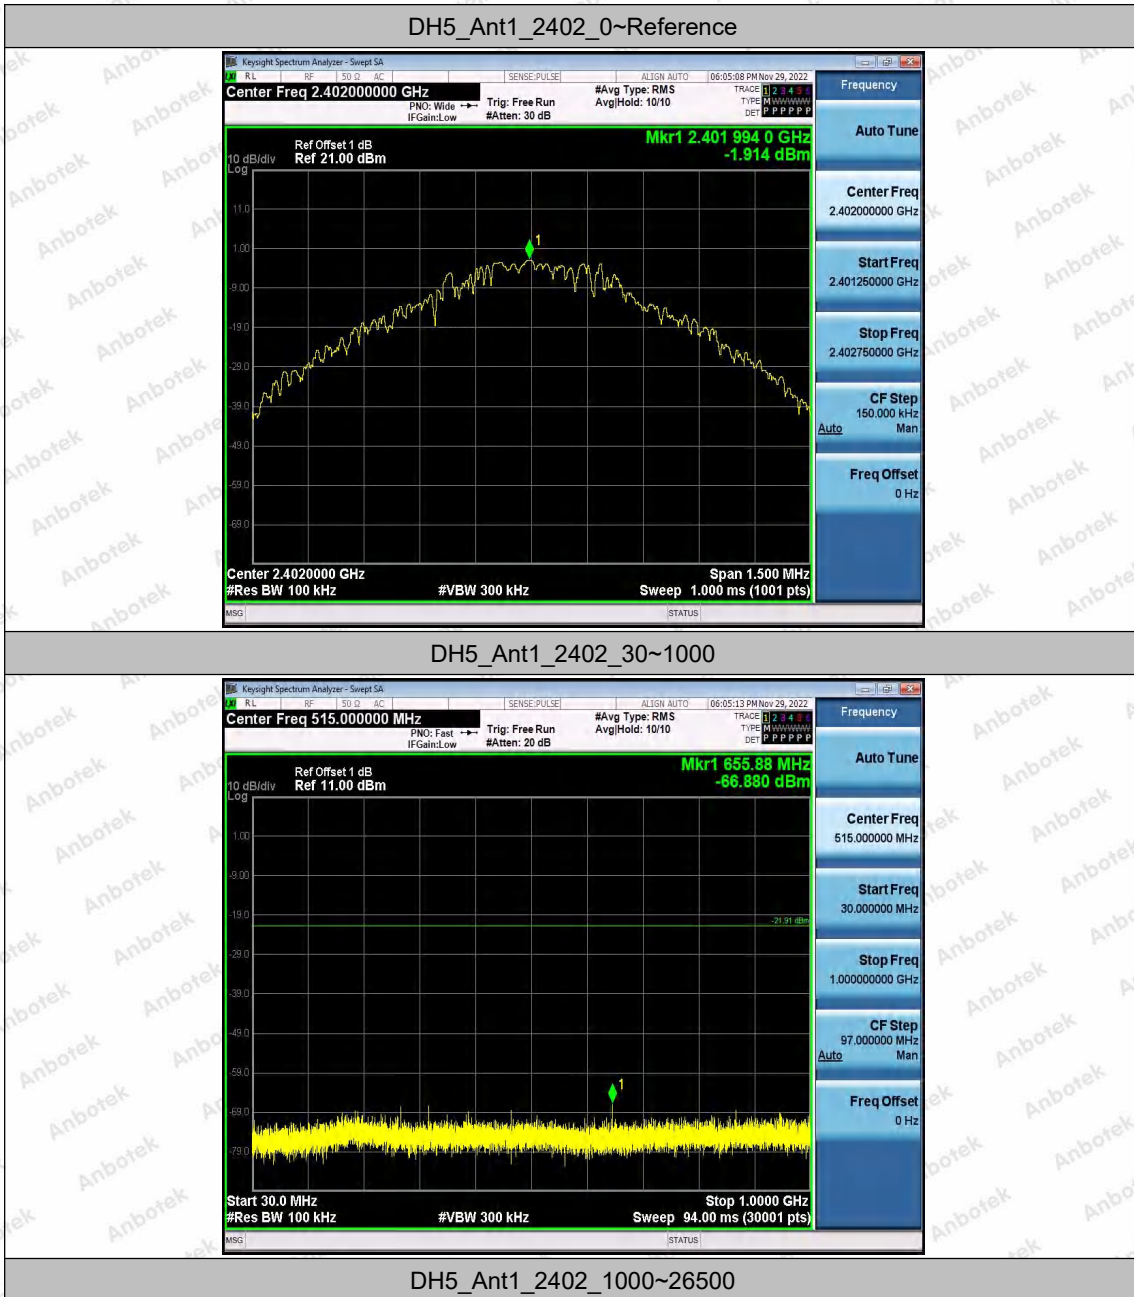 DH5_Ant1_2402_0~Reference
Keysight Spectrum Analyzer - Swept SA
RL RF 50 Ω AC SENSE:PULSE ALIGN AUTO 06:05:08 PM Nov 29, 2022
Center Freq 2.402000000 GHz
PNO: Wide
IFGain:Low
Trig: Free Run
#Atten: 30 dB
#Avg Type: RMS
Avg|Hold: 10/10
TRACE 1 2 3 4 5 6
TYPE M W W W W W
DET P P P P P P
Frequency
Auto Tune
Center Freq
2.402000000 GHz
Start Freq
2.401250000 GHz
Stop Freq
2.402750000 GHz
CF Step
150.000 kHz
Auto Man
Freq Offset
0 Hz
Mkr1 2.401 994 0 GHz
-1.914 dBm
Ref Offset 1 dB
10 dB/div Ref 21.00 dBm
Log
11.0
1.00
-9.00
-19.0
-29.0
-39.0
-49.0
-59.0
-69.0
1
Center 2.4020000 GHz Span 1.500 MHz
#Res BW 100 kHz #VBW 300 kHz Sweep 1.000 ms (1001 pts)
MSG STATUS
DH5_Ant1_2402_30~1000
Keysight Spectrum Analyzer - Swept SA
RL RF 50 Ω AC SENSE:PULSE ALIGN AUTO 06:05:13 PM Nov 29, 2022
Center Freq 515.000000 MHz
PNO: Fast
IFGain:Low
Trig: Free Run
#Atten: 20 dB
#Avg Type: RMS
Avg|Hold: 10/10
TRACE 1 2 3 4 5 6
TYPE M W W W W W
DET P P P P P P
Frequency
Auto Tune
Center Freq
515.000000 MHz
Start Freq
30.000000 MHz
Stop Freq
1.000000000 GHz
CF Step
97.000000 MHz
Auto Man
Freq Offset
0 Hz
Mkr1 655.88 MHz
-66.880 dBm
Ref Offset 1 dB
10 dB/div Ref 11.00 dBm
Log
1.00
-9.00
-19.0
-21.91 dBm
-29.0
-39.0
-49.0
-59.0
-69.0
-79.0
1
Start 30.0 MHz Stop 1.0000 GHz
#Res BW 100 kHz #VBW 300 kHz Sweep 94.00 ms (30001 pts)
MSG STATUS
DH5_Ant1_2402_1000~26500
Anbotek